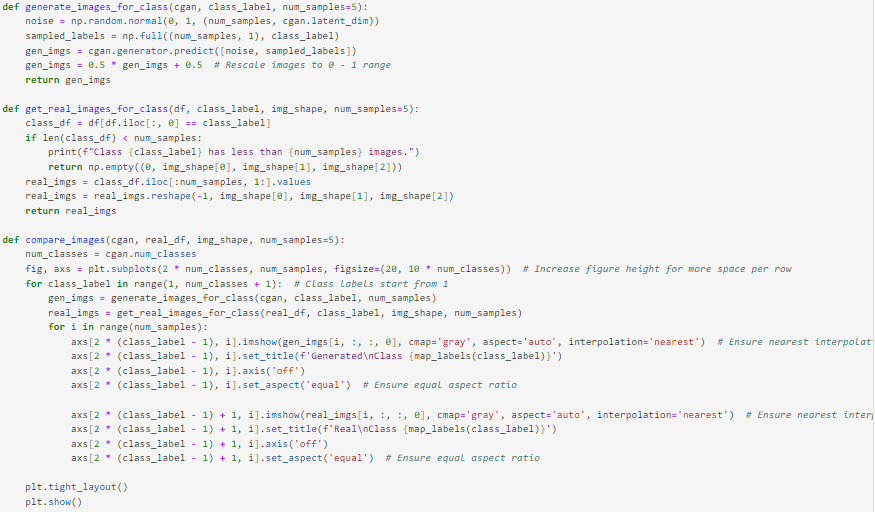 def generate_images_for_class(cgan, class_label, num_samples=5):
    noise = np.random.normal(0, 1, (num_samples, cgan.latent_dim))
    sampled_labels = np.full((num_samples, 1), class_label)
    gen_imgs = cgan.generator.predict([noise, sampled_labels])
    gen_imgs = 0.5 * gen_imgs + 0.5  # Rescale images to 0 - 1 range
    return gen_imgs

def get_real_images_for_class(df, class_label, img_shape, num_samples=5):
    class_df = df[df.iloc[:, 0] == class_label]
    if len(class_df) < num_samples:
        print(f"Class {class_label} has less than {num_samples} images.")
        return np.empty((0, img_shape[0], img_shape[1], img_shape[2]))
    real_imgs = class_df.iloc[:num_samples, 1:].values
    real_imgs = real_imgs.reshape(-1, img_shape[0], img_shape[1], img_shape[2])
    return real_imgs

def compare_images(cgan, real_df, img_shape, num_samples=5):
    num_classes = cgan.num_classes
    fig, axs = plt.subplots(2 * num_classes, num_samples, figsize=(20, 10 * num_classes))  # Increase figure height for more space per row
    for class_label in range(1, num_classes + 1):  # Class labels start from 1
        gen_imgs = generate_images_for_class(cgan, class_label, num_samples)
        real_imgs = get_real_images_for_class(real_df, class_label, img_shape, num_samples)
        for i in range(num_samples):
            axs[2 * (class_label - 1), i].imshow(gen_imgs[i, :, :, 0], cmap='gray', aspect='auto', interpolation='nearest')  # Ensure nearest interpolat
            axs[2 * (class_label - 1), i].set_title(f'Generated\nClass {map_labels(class_label)}')
            axs[2 * (class_label - 1), i].axis('off')
            axs[2 * (class_label - 1), i].set_aspect('equal')  # Ensure equal aspect ratio

            axs[2 * (class_label - 1) + 1, i].imshow(real_imgs[i, :, :, 0], cmap='gray', aspect='auto', interpolation='nearest')  # Ensure nearest inter
            axs[2 * (class_label - 1) + 1, i].set_title(f'Real\nClass {map_labels(class_label)}')
            axs[2 * (class_label - 1) + 1, i].axis('off')
            axs[2 * (class_label - 1) + 1, i].set_aspect('equal')  # Ensure equal aspect ratio

    plt.tight_layout()
    plt.show()